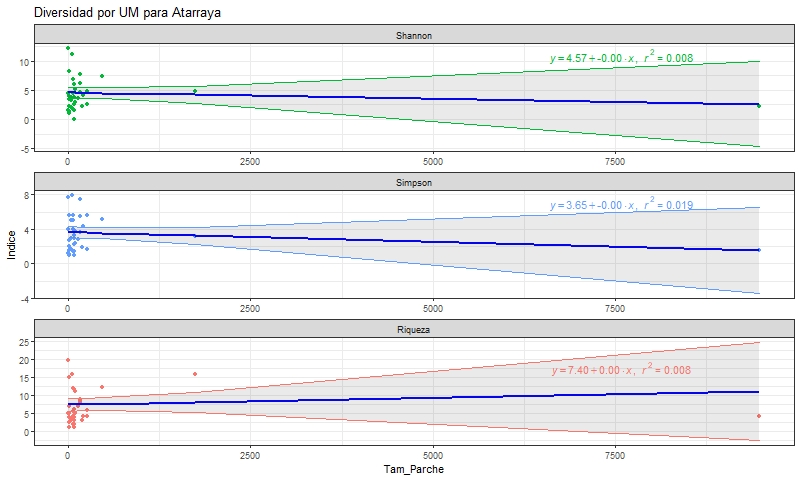 Diversidad por UM para Atarraya
Shannon
y = 4.57 + -0.00 · x, r² = 0.008
10
5
0
-5
0 2500 5000 7500
Simpson
y = 3.65 + -0.00 · x, r² = 0.019
8
4
0
-4
0 2500 5000 7500
Indice
Riqueza
y = 7.40 + 0.00 · x, r² = 0.008
25
20
15
10
5
0
0 2500 5000 7500
Tam_Parche